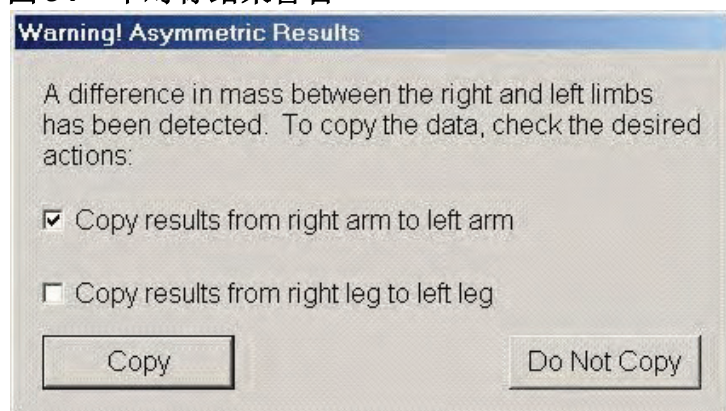 Warning! Asymmetric Results
A difference in mass between the right and left limbs
has been detected. To copy the data, check the desired
actions:
Copy results from right arm to left arm
Copy results from right leg to left leg
Copy
Do Not Copy